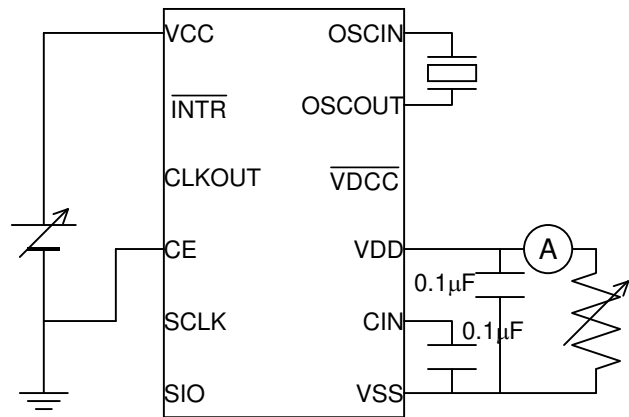 VCC
OSCIN
INTR
OSCOUT
CLKOUT
VDCC
CE
VDD
A
0.1μF
SCLK
CIN
0.1μF
SIO
VSS